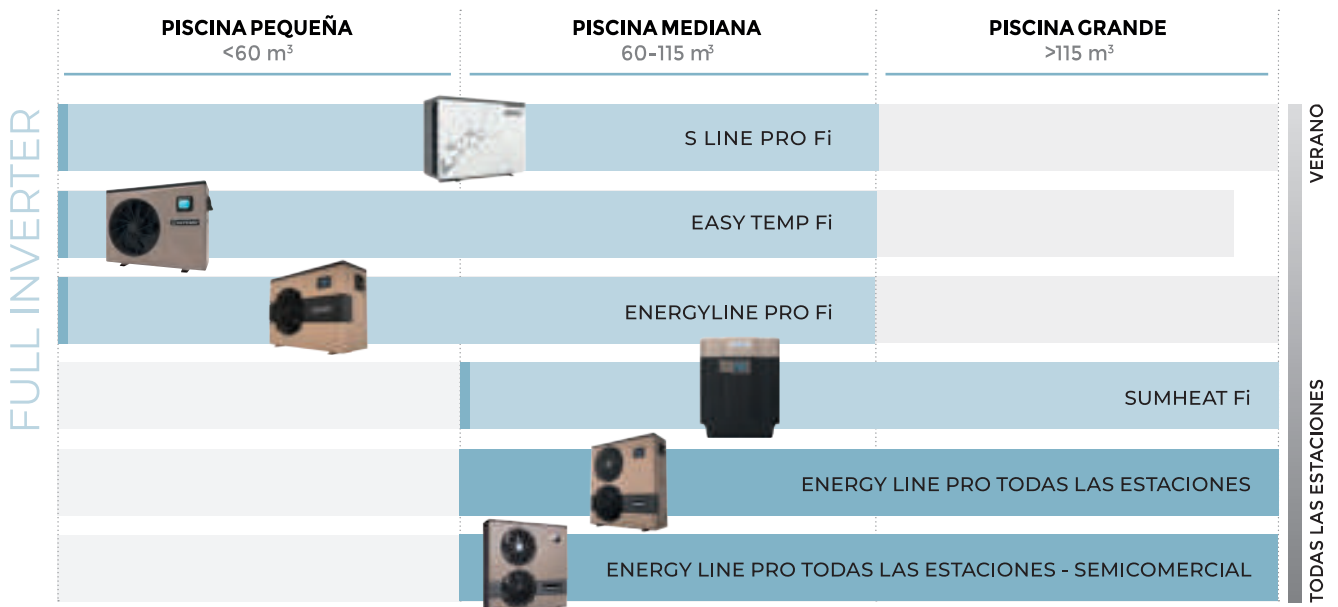 PISCINA PEQUEÑA
<60 m³
PISCINA MEDIANA
60-115 m³
PISCINA GRANDE
>115 m³
FULL INVERTER
S LINE PRO Fi
EASY TEMP Fi
ENERGYLINE PRO Fi
SUMHEAT Fi
ENERGY LINE PRO TODAS LAS ESTACIONES
ENERGY LINE PRO TODAS LAS ESTACIONES - SEMICOMERCIAL
VERANO
TODAS LAS ESTACIONES